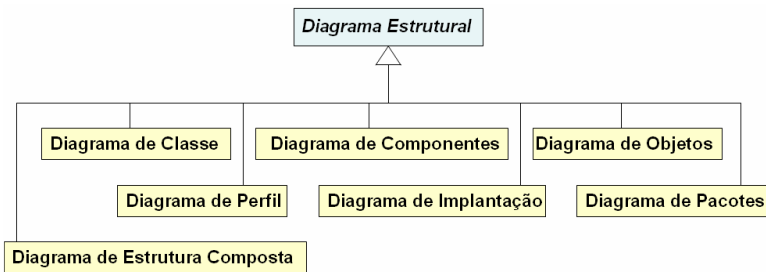 Diagrama Estrutural
Diagrama de Classe
Diagrama de Componentes
Diagrama de Objetos
Diagrama de Perfil
Diagrama de Implantação
Diagrama de Pacotes
Diagrama de Estrutura Composta